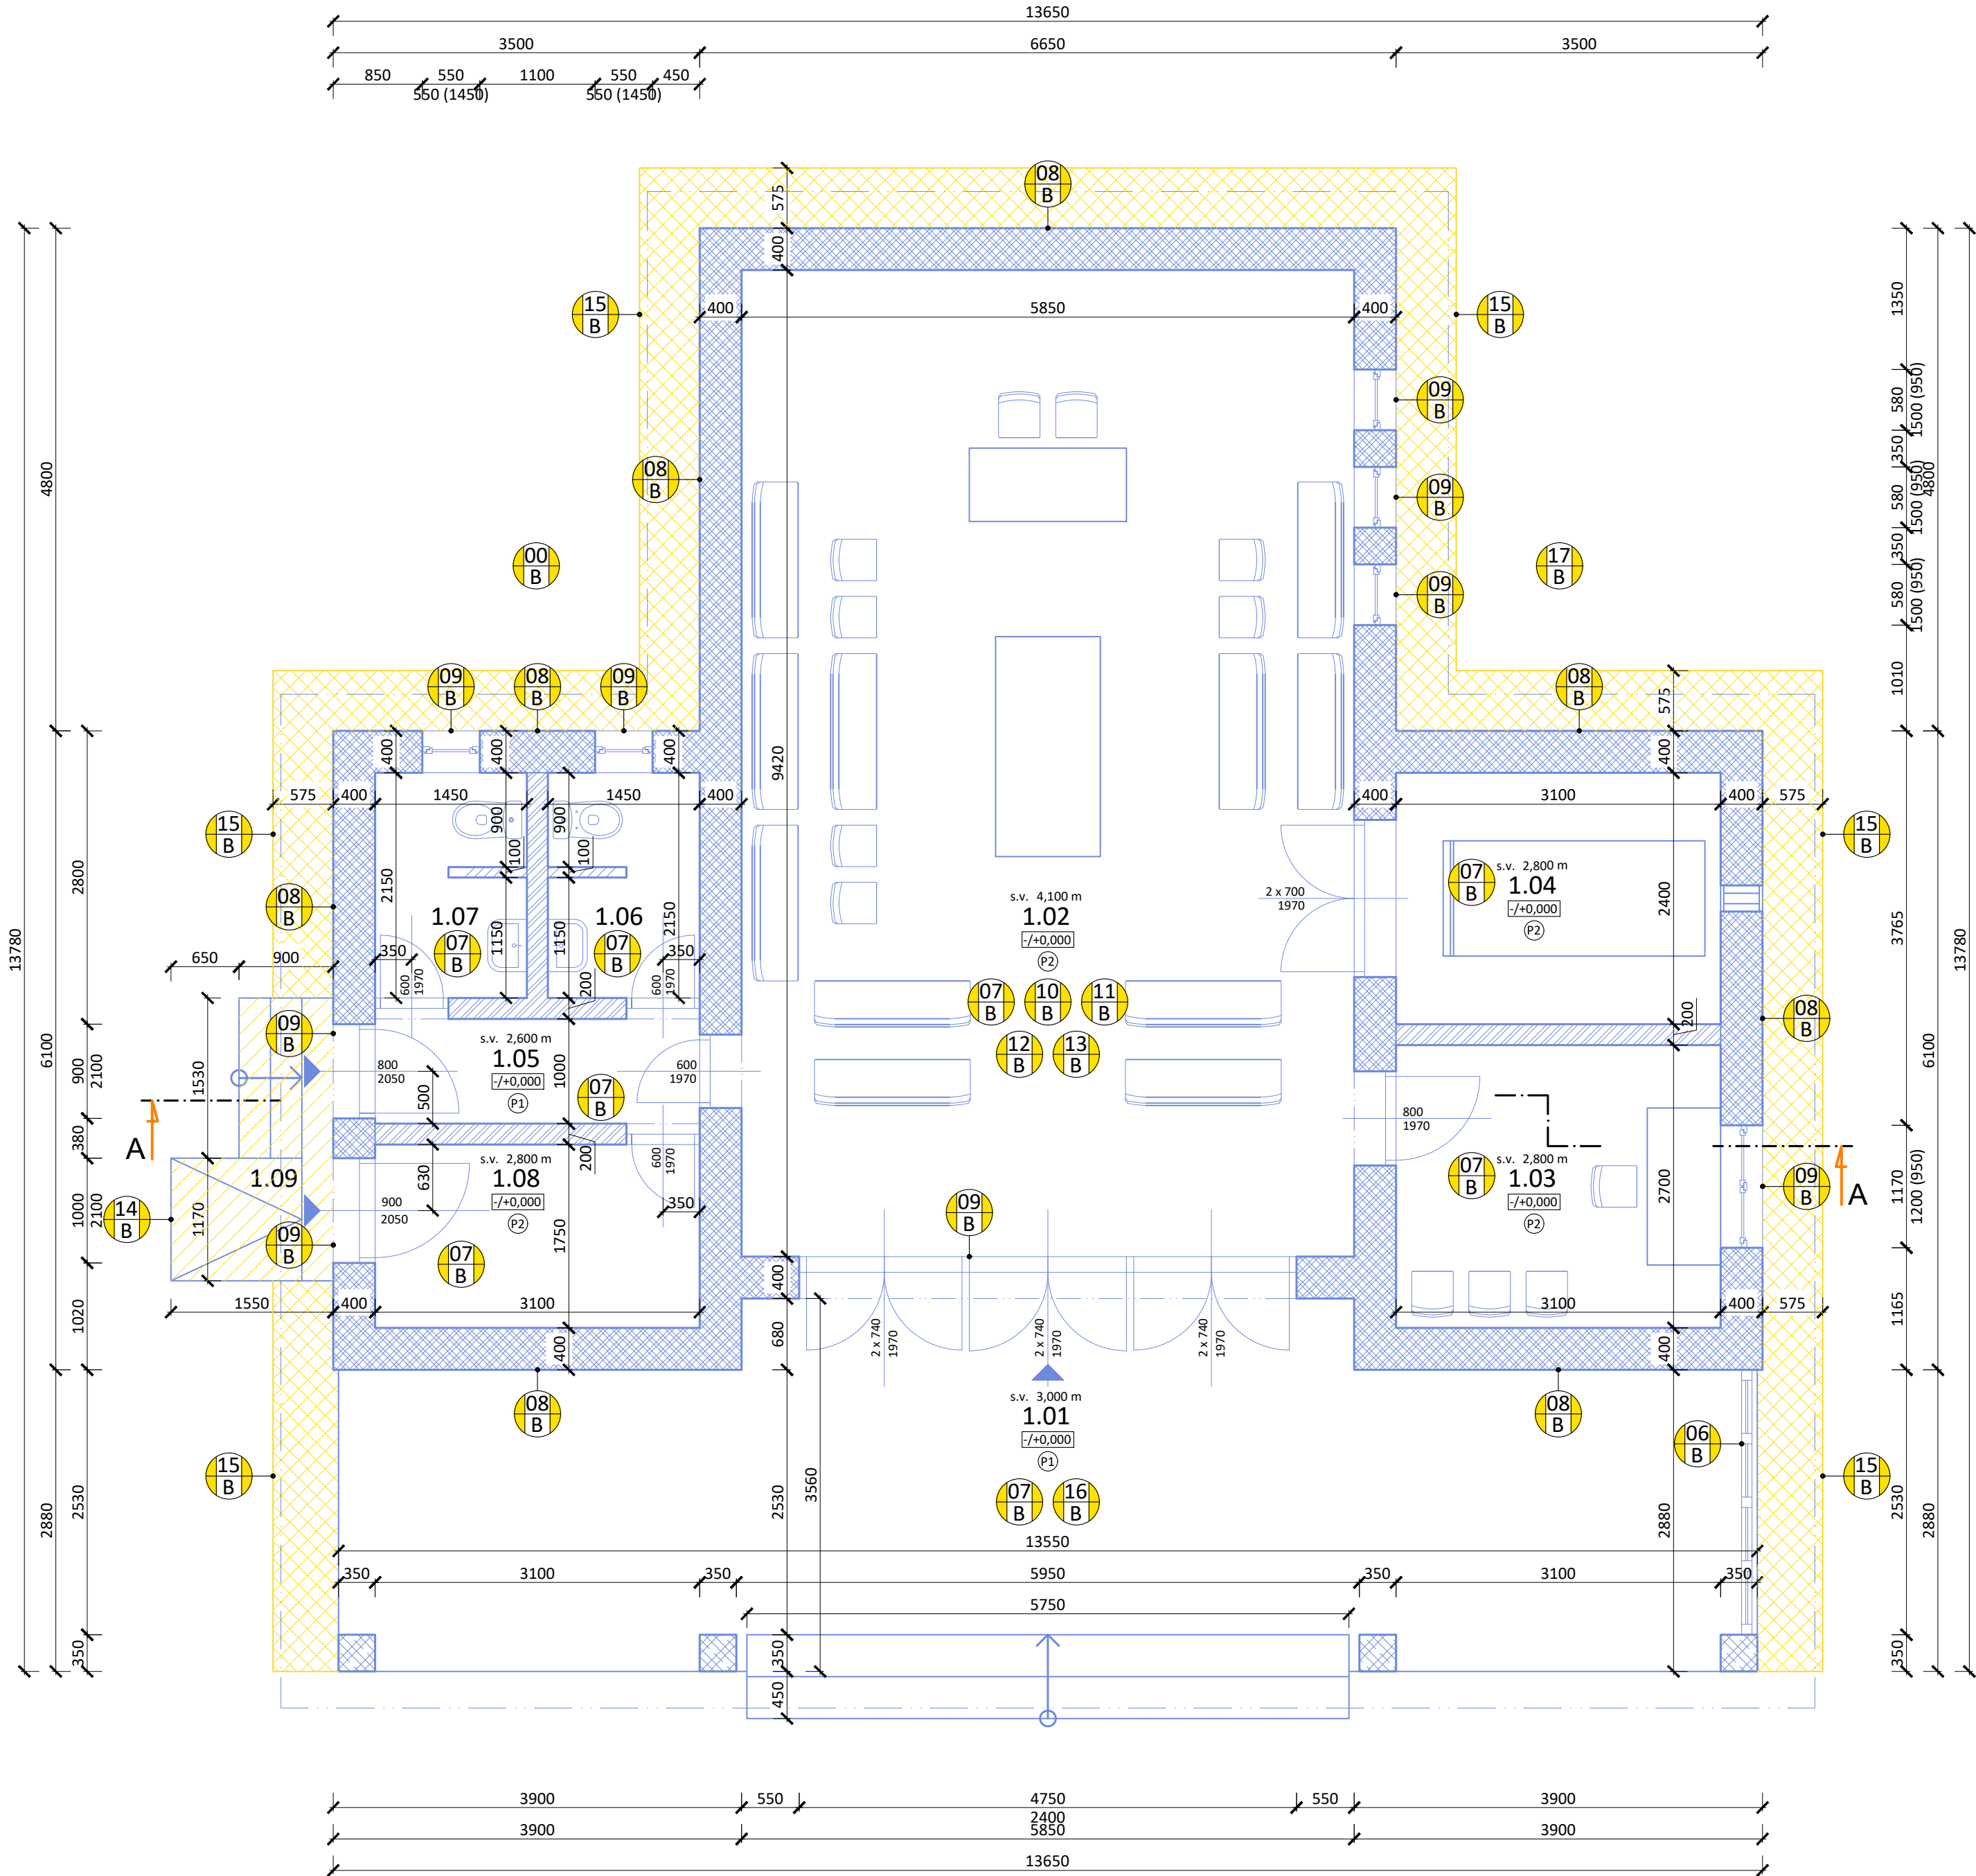 13650
3500 6650 3500
850 550 1100 550 450
550 (1450) 550 (1450)
08
B
575
400
15
B
15
B
400 5850 400
1350
09
B
580
1500 (950)
350
08
B
09
B
580
1500 (950)
4800
4800
00
B
17
B
350
09
B
580
1500 (950)
1010
09
B
08
B
09
B
08
B
575
400 400 400 400
9420
575 400 1450 1450 400
400 3100 400 575
15
B
15
B
900 900
100 100
2800
2150
08
B
07
B
s.v. 2,800 m
1.04
-/+0,000
P2
2400
2 x 700
1970
s.v. 4,100 m
1.02
-/+0,000
P2
1.07
1.06
2150
07
B
07
B
1150 1150
350 350
600
1970
600
1970
200
3765
13780
13780
650 900
07
B
10
B
11
B
12
B
13
B
200
08
B
09
B
6100
6100
900
2100
1530
s.v. 2,600 m
1.05
-/+0,000
P1
800
2050
500
1000
600
1970
07
B
800
1970
A
380
1.09
s.v. 2,800 m
1.08
-/+0,000
P2
630
200
600
1970
350
900
2050
1750
07
B
07
B
s.v. 2,800 m
1.03
-/+0,000
P2
2700
09
B
A
1170
1200 (950)
14
B
1000
2100
1170
09
B
09
B
1550 400 3100
400
3100 400 575
1020
1165
680
400
400
2 x 740
1970
2 x 740
1970
2 x 740
1970
08
B
s.v. 3,000 m
1.01
-/+0,000
P1
08
B
06
B
15
B
15
B
07
B
16
B
2880
2530
2530
3560
2880
2530
2880
13550
350 3100 350 5950 350 3100 350
5750
350
350
450
350
3900 550 4750 550 3900
2400
3900 5850 3900
13650